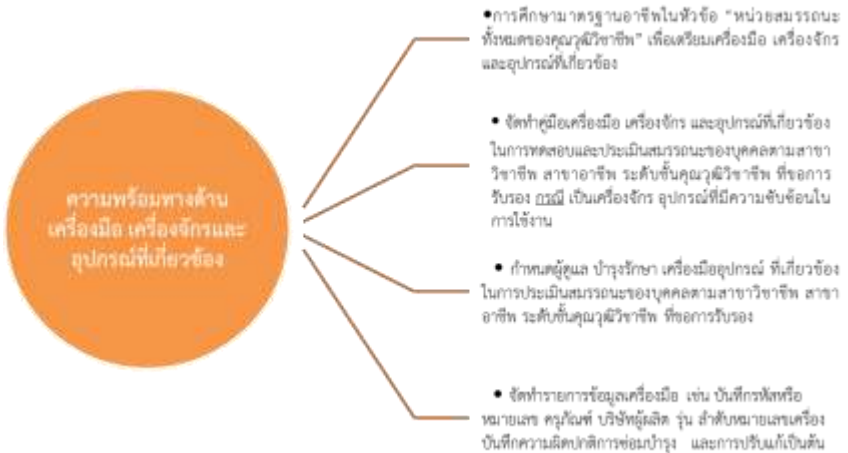 ความพร้อมทางด้าน
เครื่องมือ เครื่องจักรและ
อุปกรณ์ที่เกี่ยวข้อง
•การศึกษามาตรฐานอาชีพในหัวข้อ “หน่วยสมรรถนะ
ทั้งหมดของคุณวุฒิวิชาชีพ” เพื่อเตรียมเครื่องมือ เครื่องจักร
และอุปกรณ์ที่เกี่ยวข้อง
• จัดทำคู่มือเครื่องมือ เครื่องจักร และอุปกรณ์ที่เกี่ยวข้อง
ในการทดสอบและประเมินสมรรถนะของบุคคลตามสาขา
วิชาชีพ สาขาอาชีพ ระดับชั้นคุณวุฒิวิชาชีพ ที่ขอการ
รับรอง กรณี เป็นเครื่องจักร อุปกรณ์ที่มีความซับซ้อนใน
การใช้งาน
• กำหนดผู้ดูแล บำรุงรักษา เครื่องมืออุปกรณ์ ที่เกี่ยวข้อง
ในการประเมินสมรรถนะของบุคคลตามสาขาวิชาชีพ สาขา
อาชีพ ระดับชั้นคุณวุฒิวิชาชีพ ที่ขอการรับรอง
• จัดทำรายการข้อมูลเครื่องมือ เช่น บันทึกรหัสหรือ
หมายเลข ครุภัณฑ์ บริษัทผู้ผลิต รุ่น ลำดับหมายเลขเครื่อง
บันทึกความผิดปกติการซ่อมบำรุง และการปรับแก้เป็นต้น